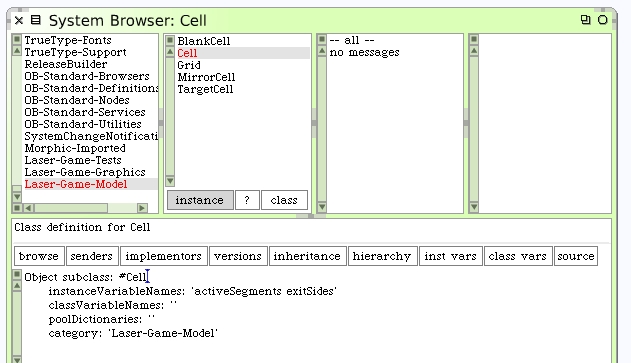 System Browser: Cell
TrueType-Fonts
TrueType-Support
ReleaseBuilder
OB-Standard-Browsers
OB-Standard-Definitions
OB-Standard-Nodes
OB-Standard-Services
OB-Standard-Utilities
SystemChangeNotificati
Morphic-Imported
Laser-Game-Tests
Laser-Game-Graphics
Laser-Game-Model
BlankCell
Cell
Grid
MirrorCell
TargetCell
instance ? class
-- all --
no messages
Class definition for Cell
browse senders implementors versions inheritance hierarchy inst vars class vars source
Object subclass: #Cell
instanceVariableNames: 'activeSegments exitSides'
classVariableNames: ''
poolDictionaries: ''
category: 'Laser-Game-Model'